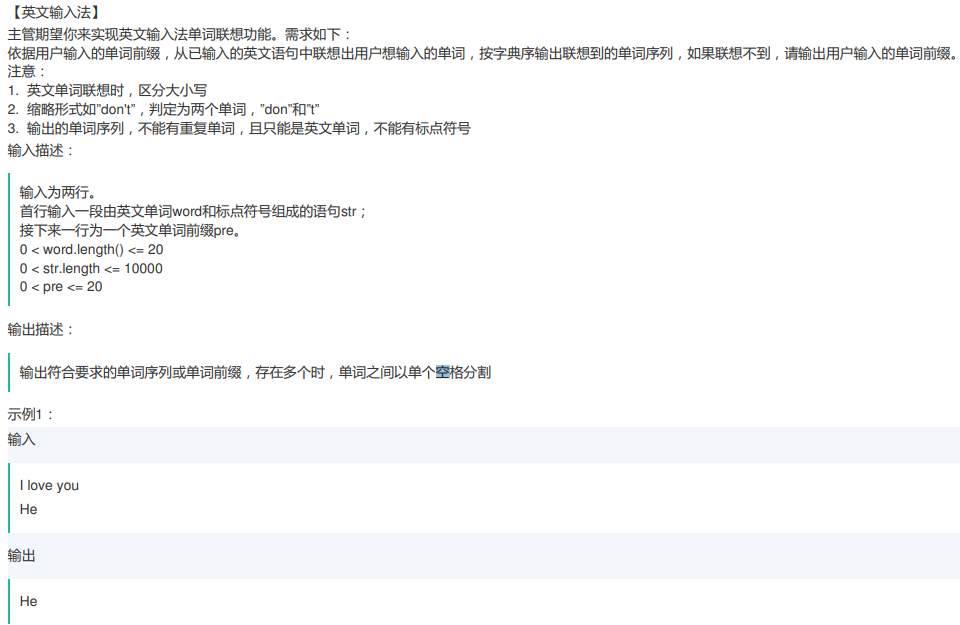 【英文输入法】
主管期望你来实现英文输入法单词联想功能。需求如下：
依据用户输入的单词前缀，从已输入的英文语句中联想出用户想输入的单词，按字典序输出联想到的单词序列，如果联想不到，请输出用户输入的单词前缀。
注意：
1. 英文单词联想时，区分大小写
2. 缩略形式如"don't"，判定为两个单词，"don"和"t"
3. 输出的单词序列，不能有重复单词，且只能是英文单词，不能有标点符号
输入描述：
输入为两行。
首行输入一段由英文单词word和标点符号组成的语句str；
接下来一行为一个英文单词前缀pre。
0 < word.length() <= 20
0 < str.length <= 10000
0 < pre <= 20
输出描述：
输出符合要求的单词序列或单词前缀，存在多个时，单词之间以单个空格分割
示例1：
输入
I love you
He
输出
He